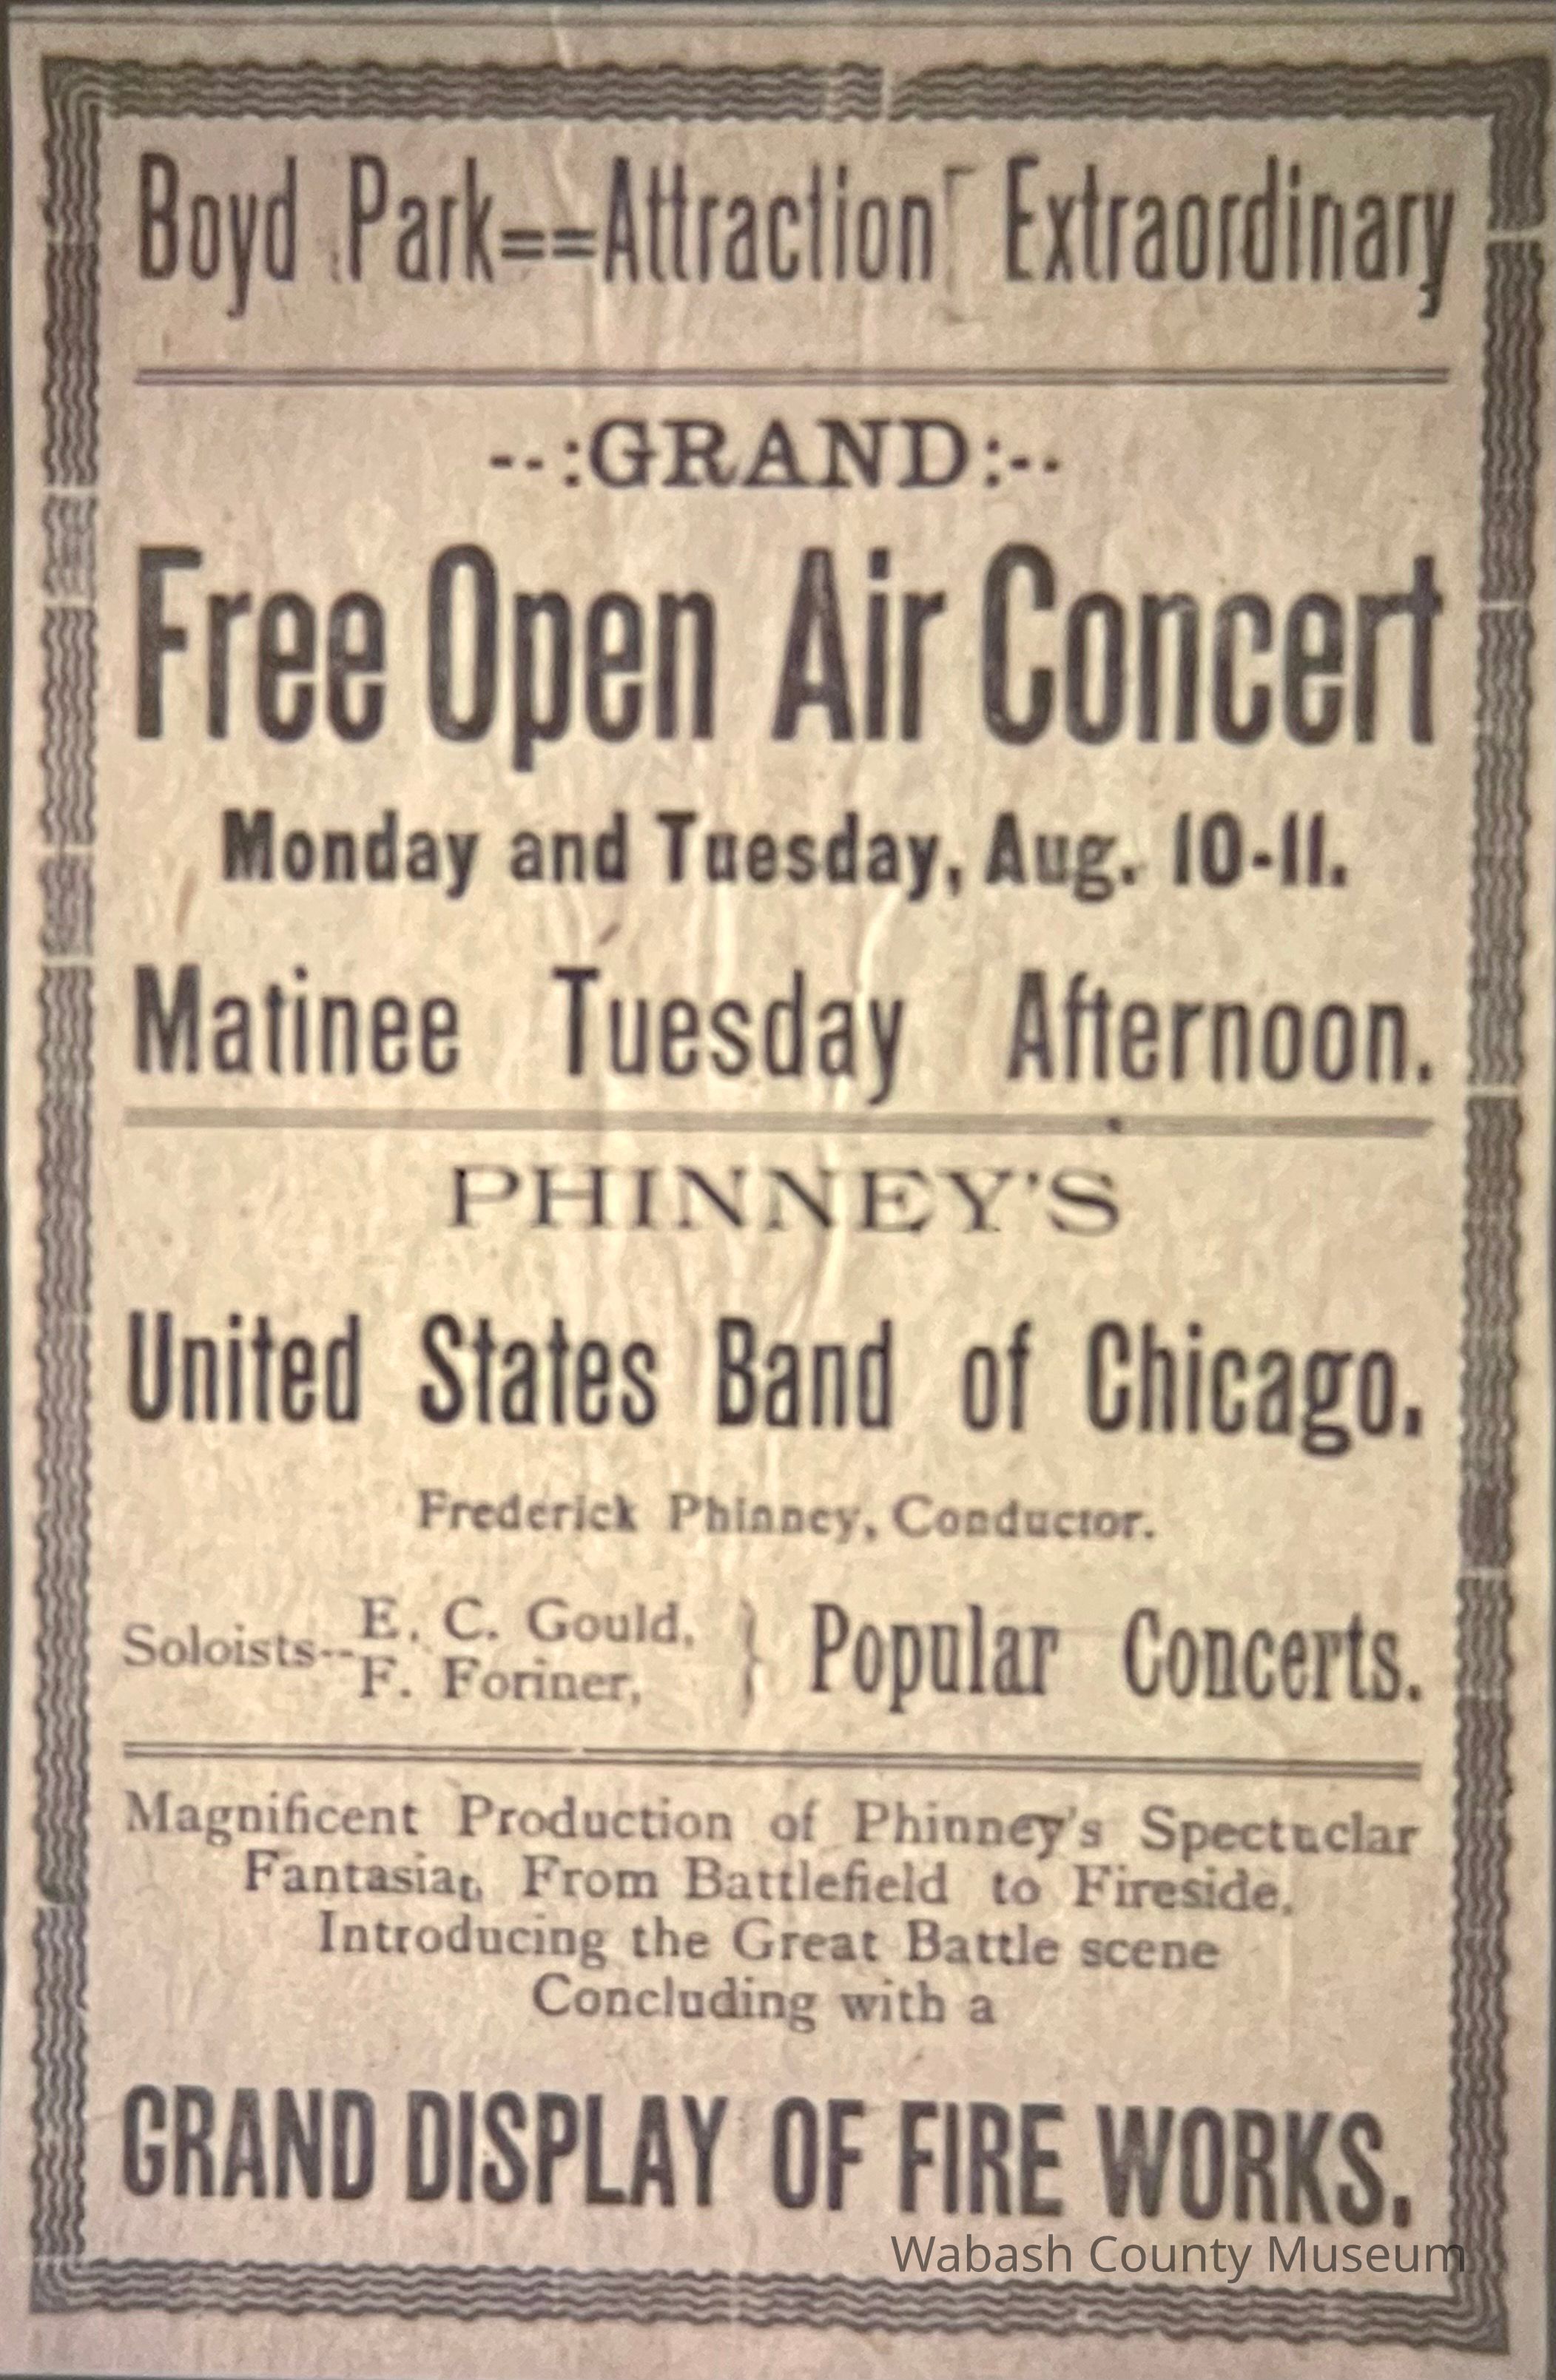 Boyd Park==Attraction Extraordinary
--:GRAND:--
Free Open Air Concert
Monday and Tuesday, Aug. 10-11.
Matinee Tuesday Afternoon.
PHINNEY'S
United States Band of Chicago.
Frederick Phinney, Conductor.
Soloists--E. C. Gould, F. Foriner, } Popular Concerts.
Magnificent Production of Phinney's Spectuclar
Fantasia, From Battlefield to Fireside,
Introducing the Great Battle scene
Concluding with a
GRAND DISPLAY OF FIRE WORKS.
Wabash County Museum